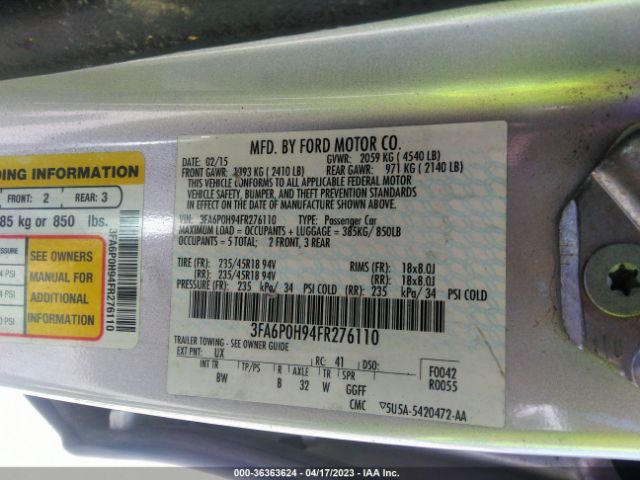 DING INFORMATION
FRONT: 2 REAR: 3
85 kg or 850 lbs.
SEE OWNERS
MANUAL FOR
ADDITIONAL
INFORMATION
4 PSI
4 PSI
0 PSI
3FA6P0H94FR276110
MFD. BY FORD MOTOR CO.
DATE: 02/15 GVWR: 2059 KG ( 4540 LB)
FRONT GAWR: 1093 KG ( 2410 LB) REAR GAWR: 971 KG ( 2140 LB)
THIS VEHICLE CONFORMS TO ALL APPLICABLE FEDERAL MOTOR
VEHICLE SAFETY, BUMPER, AND THEFT PREVENTION STANDARDS
IN EFFECT ON THE DATE OF MANUFACTURE SHOWN ABOVE.
VIN: 3FA6P0H94FR276110 TYPE: Passenger Car
MAXIMUM LOAD = OCCUPANTS + LUGGAGE = 385KG/ 850LB
OCCUPANTS = 5 TOTAL: 2 FRONT, 3 REAR
TIRE (FR): 235/45R18 94V RIMS (FR): 18x8.0J
(RR): 235/45R18 94V (RR): 18x8.0J
PRESSURE (FR): 235 kPa/ 34 PSI COLD (RR): 235 kPa/ 34 PSI COLD
3FA6P0H94FR276110
TRAILER TOWING - SEE OWNER GUIDE
EXT PNT: UX RC: 41 DSO: F0042
INT TR TP/PS R AXLE TR SPR R0055
BW B 32 W GGFF
CMC ▽5U5A-5420472-AA
000-36363624 - 04/17/2023 - IAA Inc.